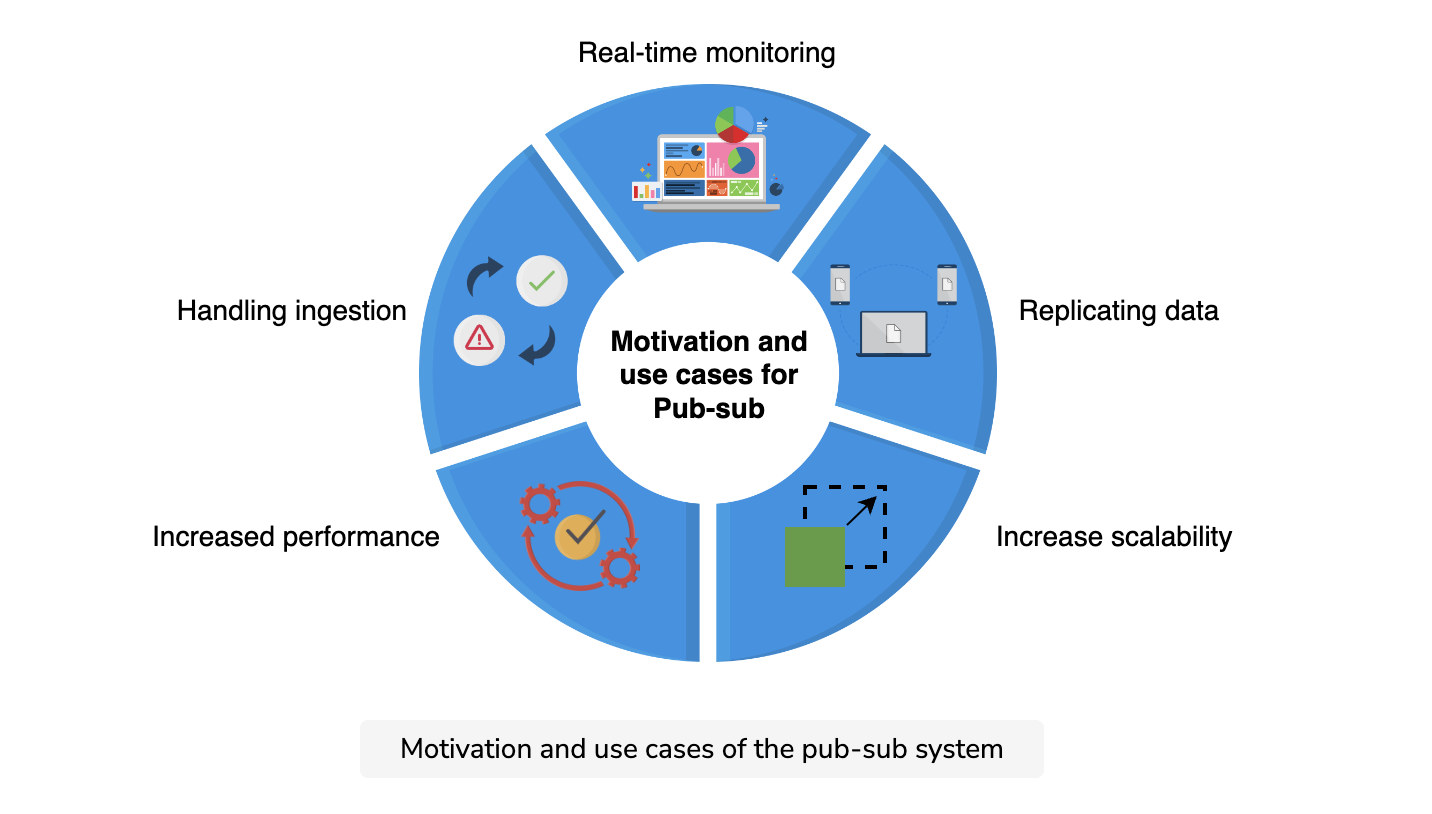 Real-time monitoring
Handling ingestion
Replicating data
Motivation and
use cases for
Pub-sub
Increased performance
Increase scalability
Motivation and use cases of the pub-sub system